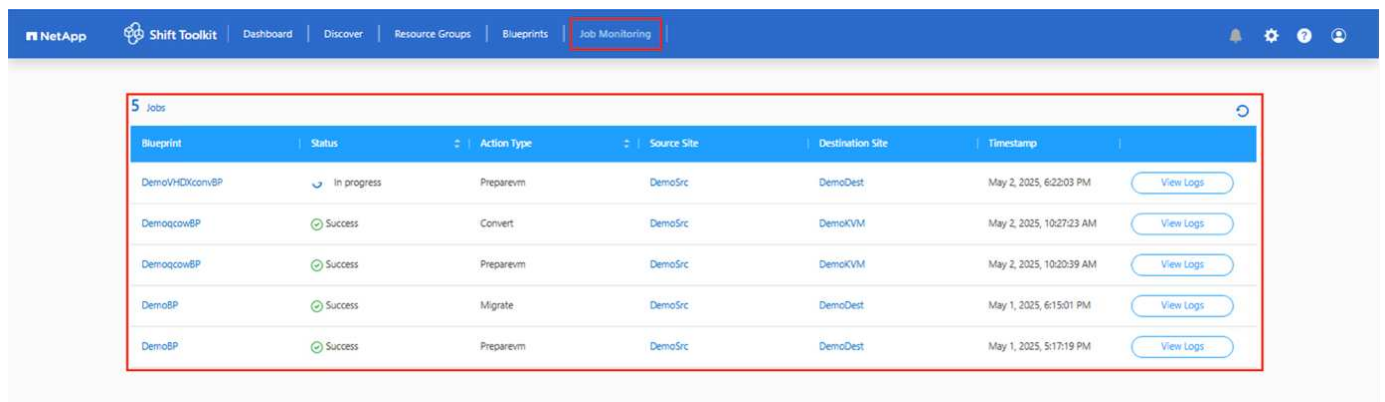 NetApp Shift Toolkit Dashboard Discover Resource Groups Blueprints Job Monitoring
5 Jobs
Blueprint Status Action Type Source Site Destination Site Timestamp
DemoVHDXconvBP In progress Preparevm DemoSrc DemoDest May 2, 2025, 6:22:03 PM View Logs
DemoqcowBP Success Convert DemoSrc DemoKVM May 2, 2025, 10:27:23 AM View Logs
DemoqcowBP Success Preparevm DemoSrc DemoKVM May 2, 2025, 10:20:39 AM View Logs
DemoBP Success Migrate DemoSrc DemoDest May 1, 2025, 6:15:01 PM View Logs
DemoBP Success Preparevm DemoSrc DemoDest May 1, 2025, 5:17:19 PM View Logs